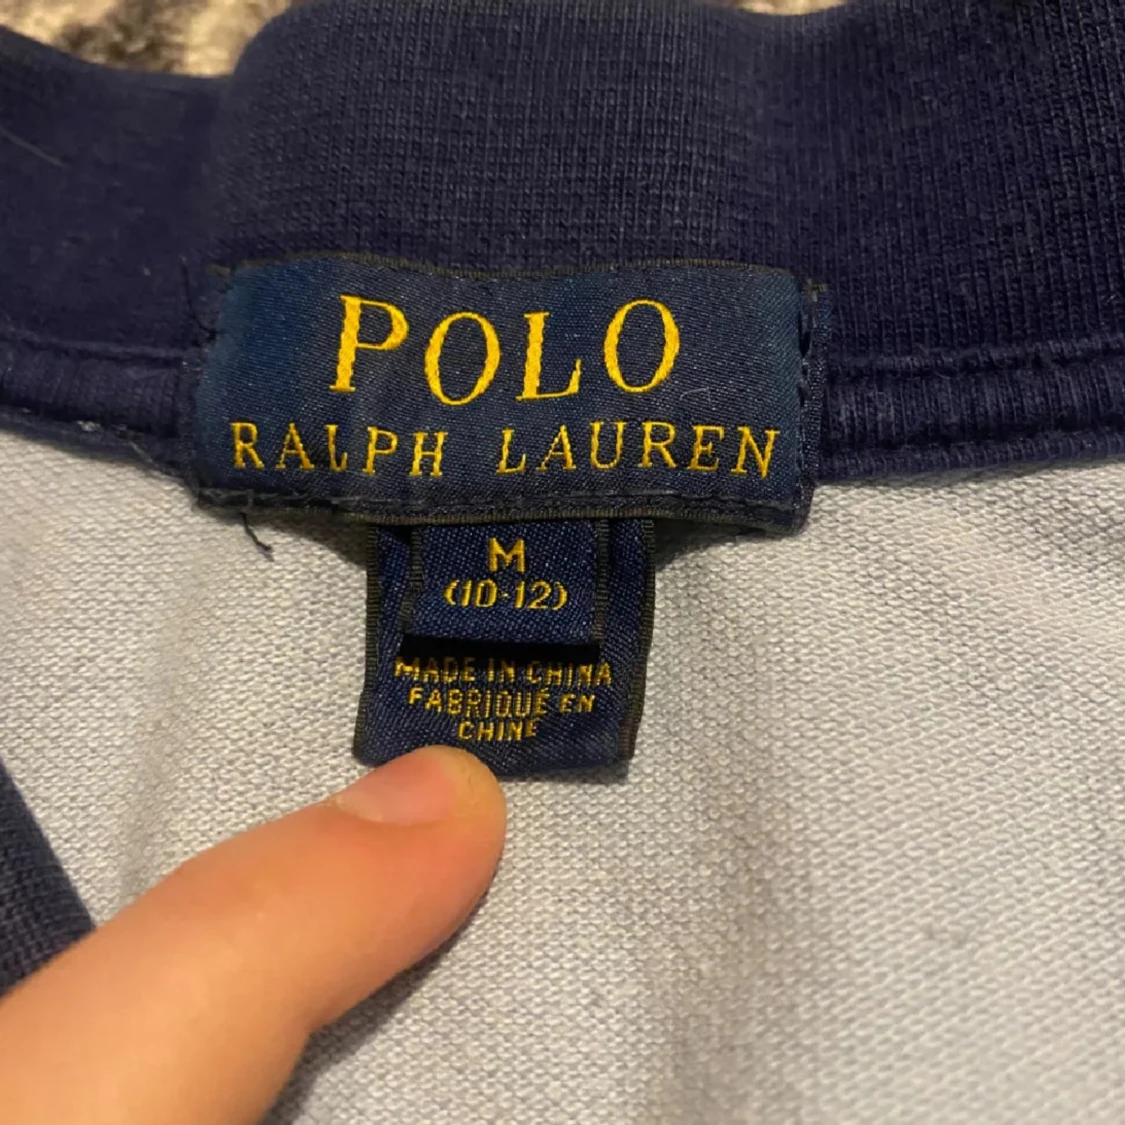 POLO
RALPH LAUREN
M
(10-12)
MADE IN CHINA
FABRIQUÉ EN
CHINE